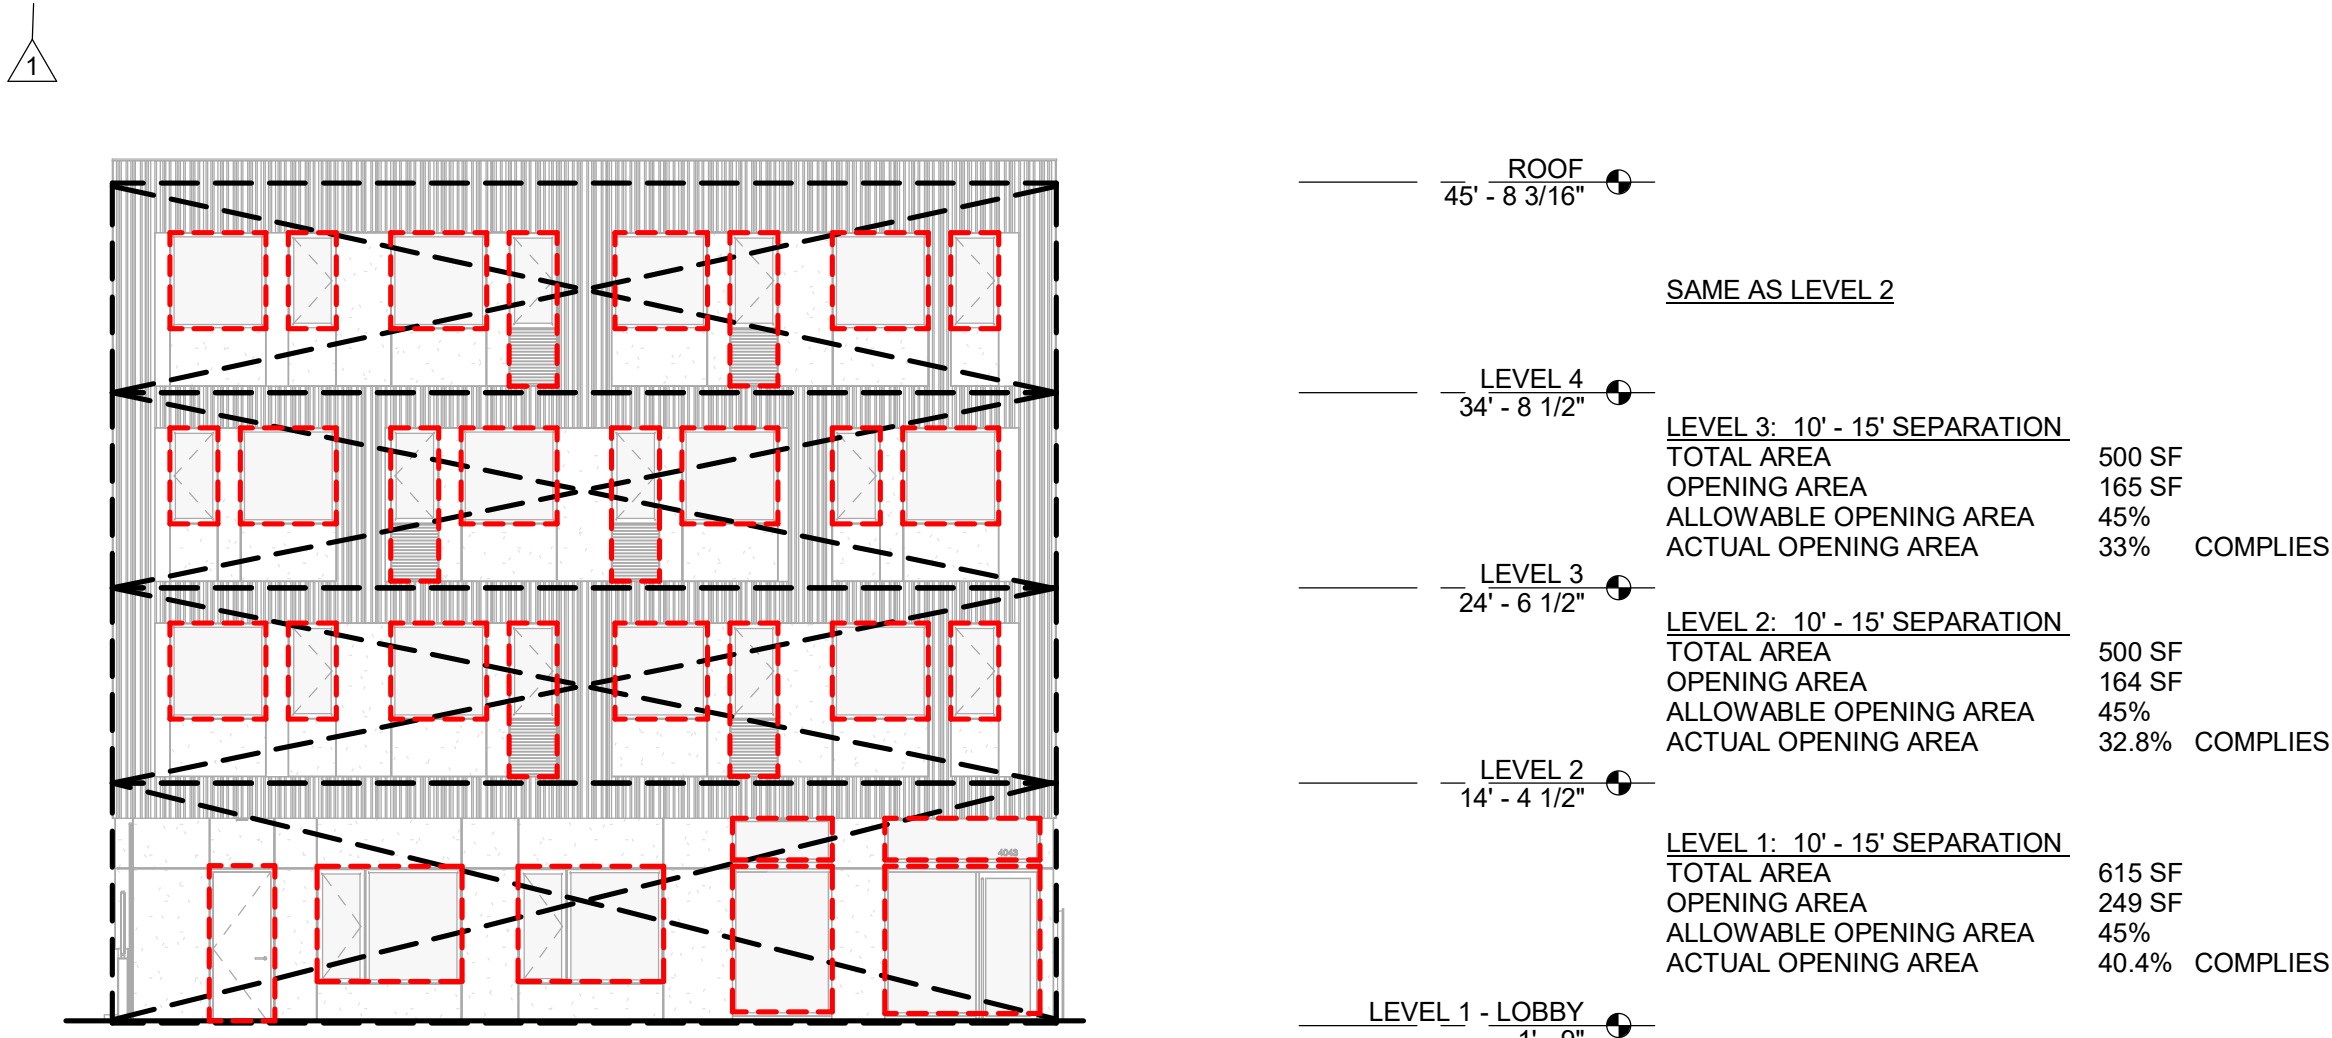 1
ROOF
45' - 8 3/16"
SAME AS LEVEL 2
LEVEL 4
34' - 8 1/2"
LEVEL 3: 10' - 15' SEPARATION
TOTAL AREA 500 SF
OPENING AREA 165 SF
ALLOWABLE OPENING AREA 45%
ACTUAL OPENING AREA 33% COMPLIES
LEVEL 3
24' - 6 1/2"
LEVEL 2: 10' - 15' SEPARATION
TOTAL AREA 500 SF
OPENING AREA 164 SF
ALLOWABLE OPENING AREA 45%
ACTUAL OPENING AREA 32.8% COMPLIES
LEVEL 2
14' - 4 1/2"
4043
LEVEL 1: 10' - 15' SEPARATION
TOTAL AREA 615 SF
OPENING AREA 249 SF
ALLOWABLE OPENING AREA 45%
ACTUAL OPENING AREA 40.4% COMPLIES
LEVEL 1 - LOBBY